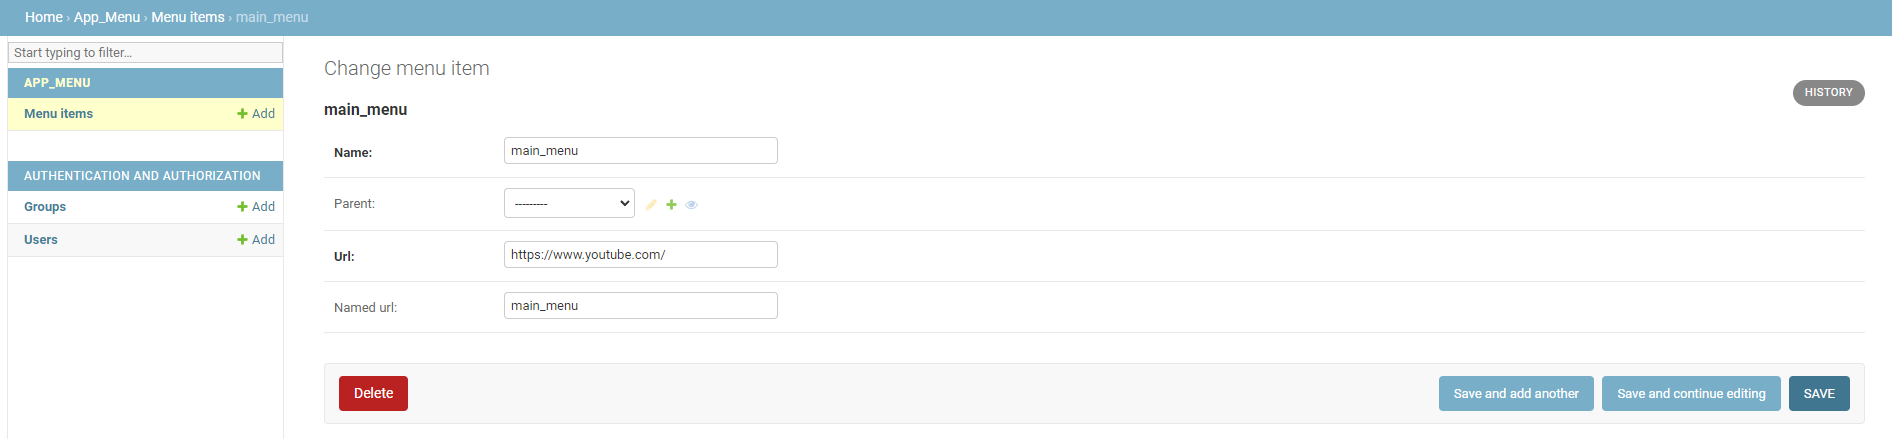 Home › App_Menu › Menu items › main_menu
Start typing to filter...
APP_MENU
Menu items Add
AUTHENTICATION AND AUTHORIZATION
Groups Add
Users Add
Change menu item
HISTORY
main_menu
Name: main_menu
Parent: ---------
Url: https://www.youtube.com/
Named url: main_menu
Delete Save and add another Save and continue editing SAVE